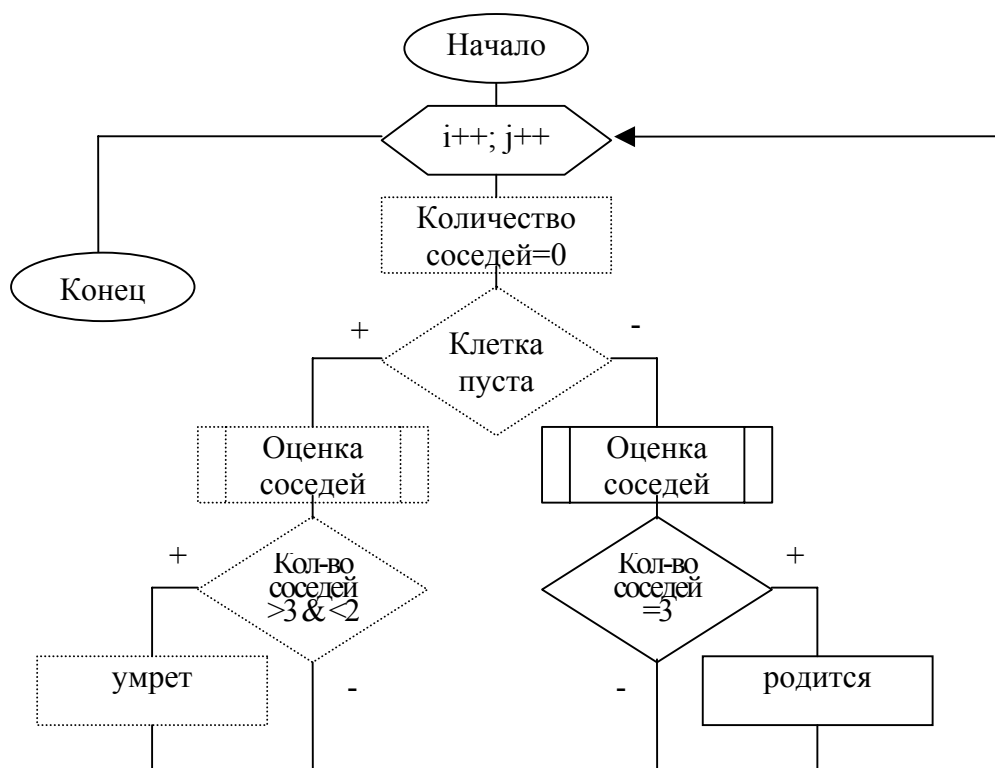 Начало
i++; j++
Количество
соседей=0
Конец
+
-
Клетка
пуста
Оценка
соседей
Оценка
соседей
+
Кол-во
соседей
>3 & <2
Кол-во
соседей
=3
+
умрет
-
-
родится